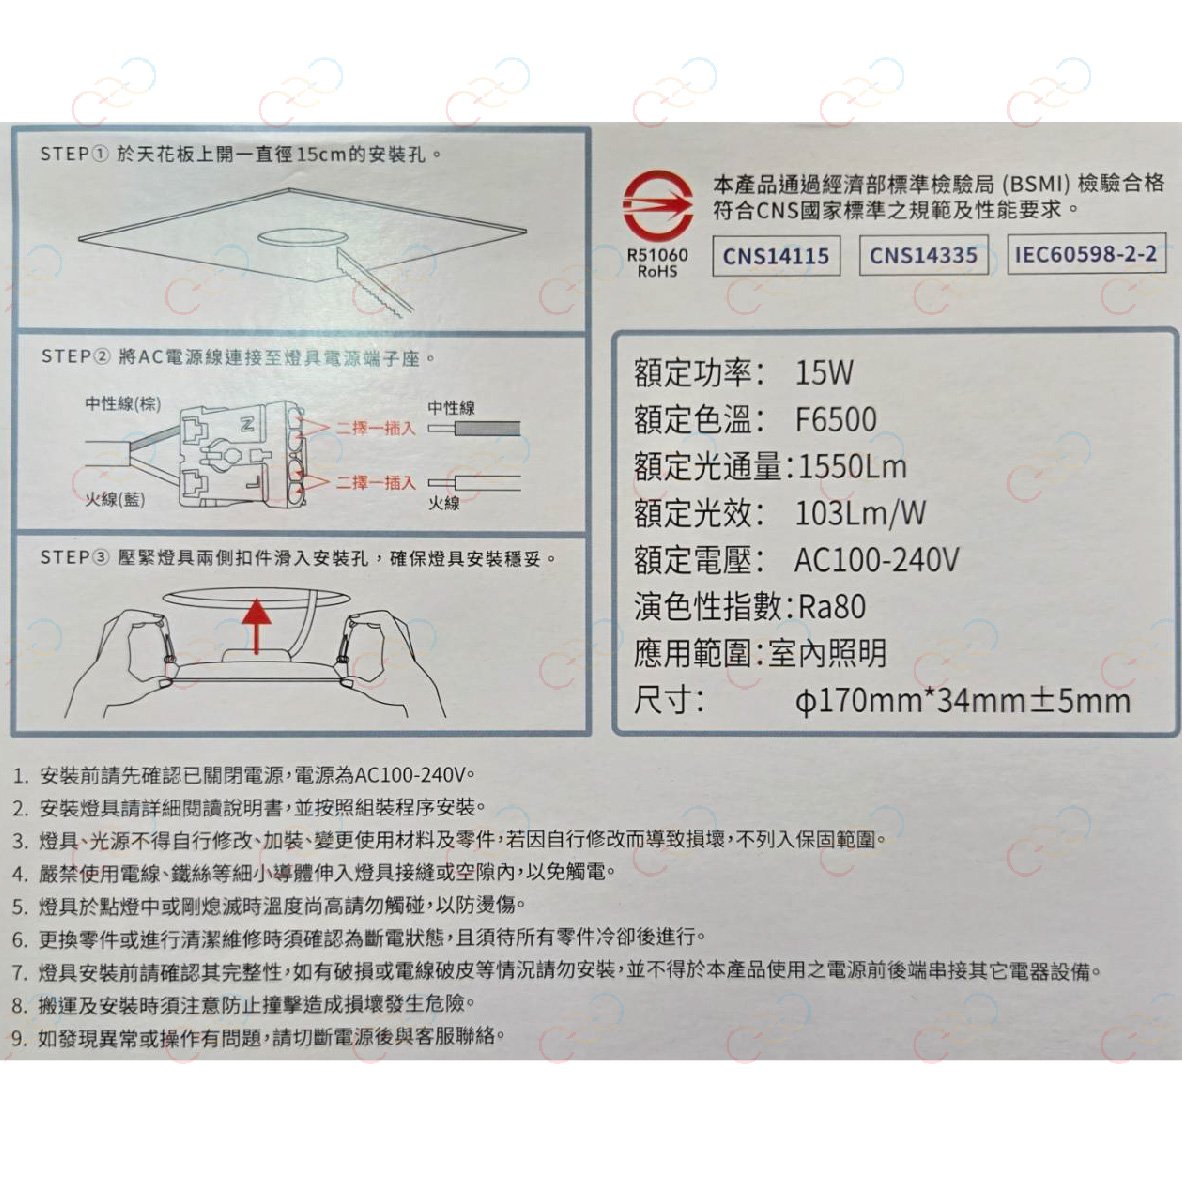 STEP① 於天花板上開一直徑15cm的安裝孔。
STEP② 將AC電源線連接至燈具電源端子座。
中性線(棕)
N
二擇一插入
中性線
火線(藍)
L
二擇一插入
火線
STEP③ 壓緊燈具兩側扣件滑入安裝孔，確保燈具安裝穩妥。
本產品通過經濟部標準檢驗局 (BSMI) 檢驗合格
符合CNS國家標準之規範及性能要求。
R51060
RoHS
CNS14115
CNS14335
IEC60598-2-2
額定功率： 15W
額定色溫： F6500
額定光通量：1550Lm
額定光效： 103Lm/W
額定電壓： AC100-240V
演色性指數：Ra80
應用範圍：室內照明
尺寸： φ170mm*34mm±5mm
1. 安裝前請先確認已關閉電源，電源為AC100-240V。
2. 安裝燈具請詳細閱讀說明書，並按照組裝程序安裝。
3. 燈具、光源不得自行修改、加裝、變更使用材料及零件，若因自行修改而導致損壞，不列入保固範圍。
4. 嚴禁使用電線、鐵絲等細小導體伸入燈具接縫或空隙內，以免觸電。
5. 燈具於點燈中或剛熄滅時溫度尚高請勿觸碰，以防燙傷。
6. 更換零件或進行清潔維修時須確認為斷電狀態，且須待所有零件冷卻後進行。
7. 燈具安裝前請確認其完整性，如有破損或電線破皮等情況請勿安裝，並不得於本產品使用之電源前後端串接其它電器設備。
8. 搬運及安裝時須注意防止撞擊造成損壞發生危險。
9. 如發現異常或操作有問題，請切斷電源後與客服聯絡。